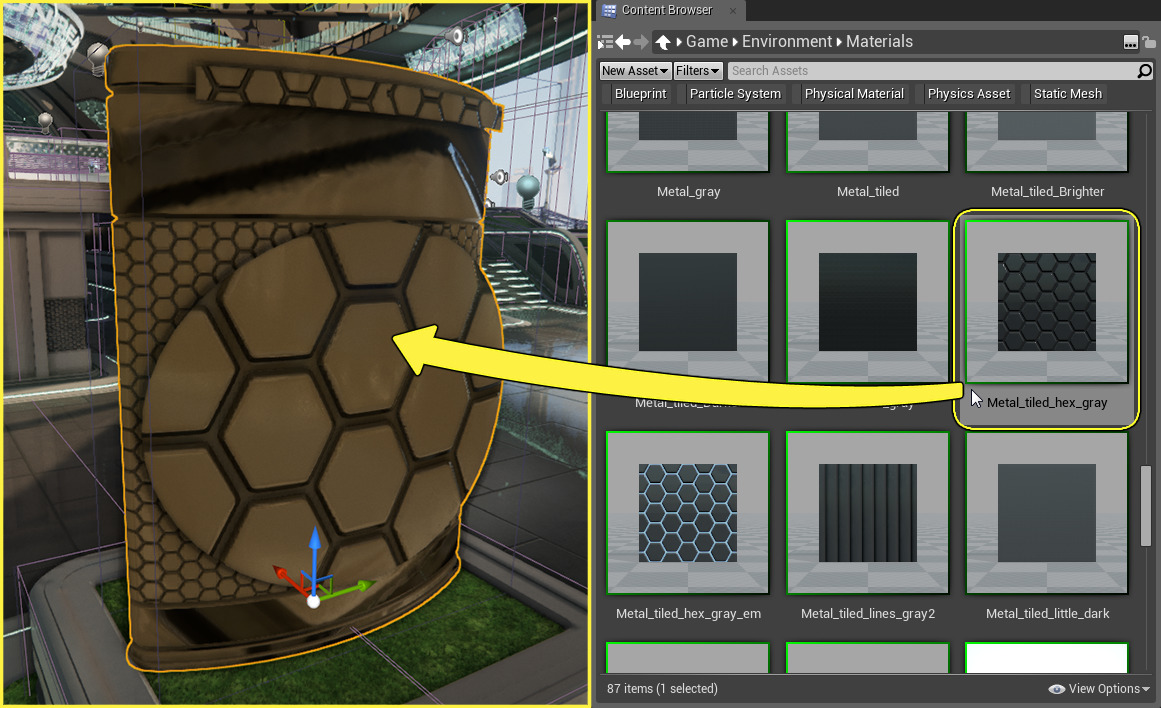 Content Browser
Game Environment Materials
New Asset Filters Search Assets
Blueprint Particle System Physical Material Physics Asset Static Mesh
Metal_gray Metal_tiled Metal_tiled_Brighter
Metal_tiled_hex_gray
Metal_tiled_hex_gray_em Metal_tiled_lines_gray2 Metal_tiled_little_dark
87 items (1 selected) View Options